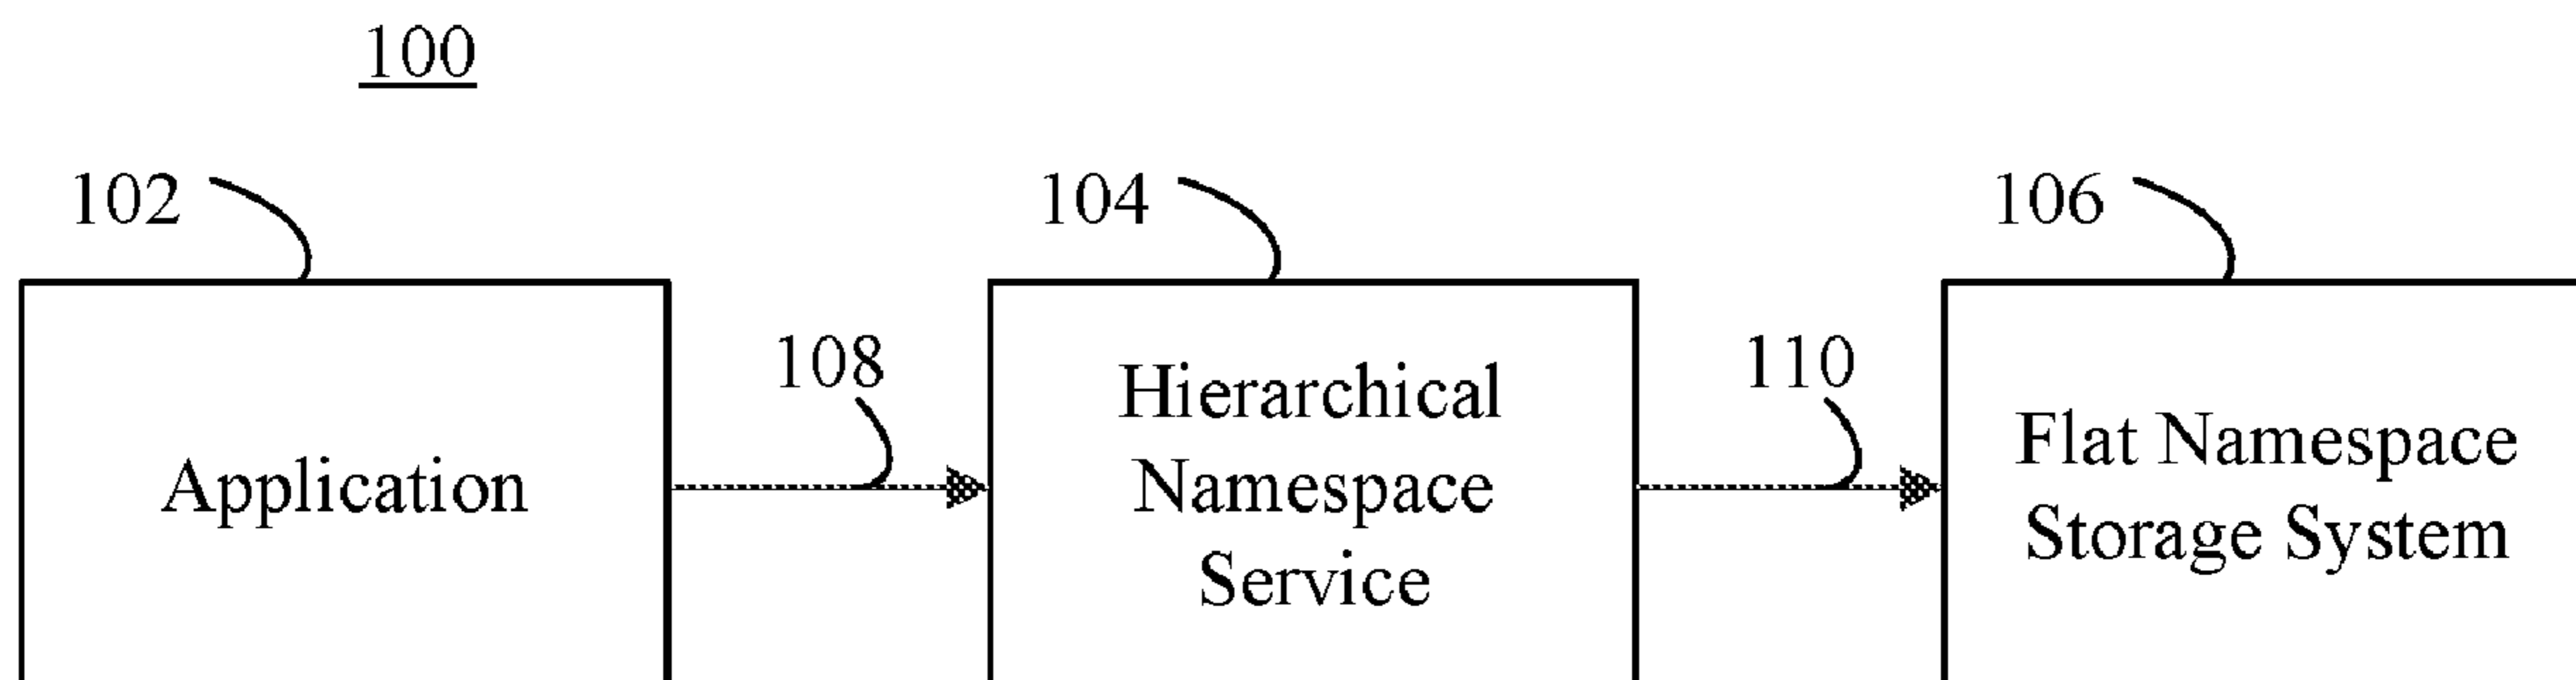 100
102
104
106
108
110
Application
Hierarchical
Namespace
Service
Flat Namespace
Storage System